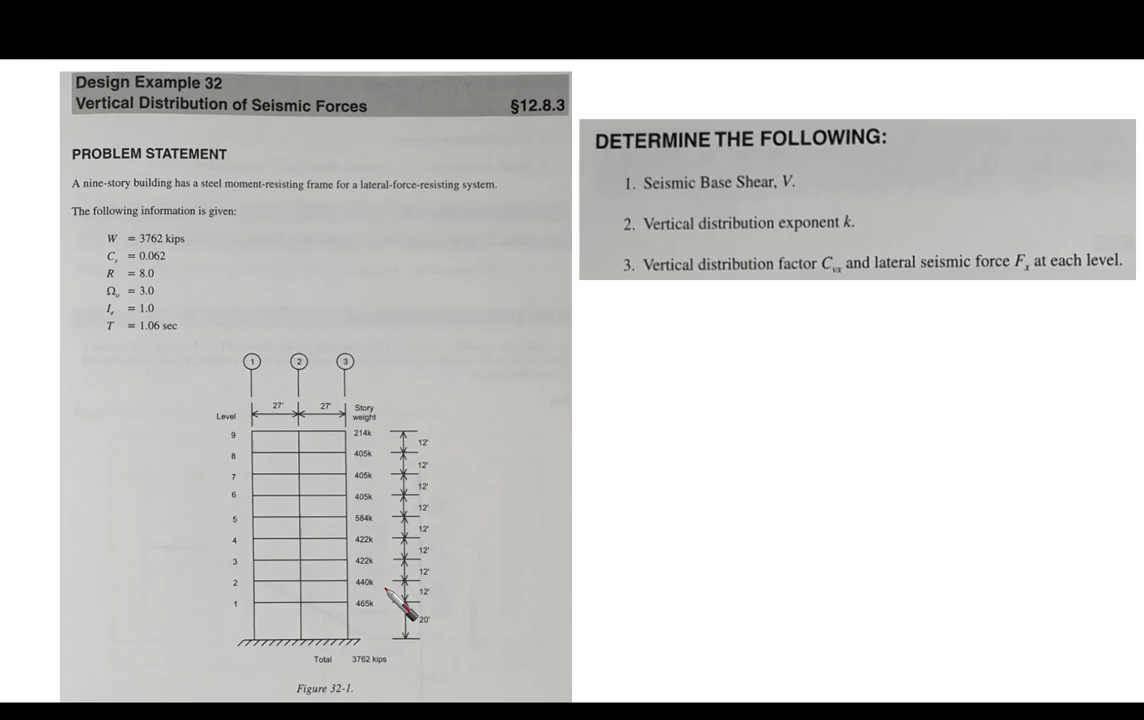 Design Example 32
Vertical Distribution of Seismic Forces §12.8.3
PROBLEM STATEMENT
A nine-story building has a steel moment-resisting frame for a lateral-force-resisting system.
The following information is given:
W = 3762 kips
Cs = 0.062
R = 8.0
Ωo = 3.0
Ie = 1.0
T = 1.06 sec
1 2 3
27' 27' Story
Level weight
9 214k
12'
8 405k
12'
7 405k
12'
6 405k
12'
5 584k
12'
4 422k
12'
3 422k
12'
2 440k
12'
1 465k
20'
Total 3762 kips
Figure 32-1.
DETERMINE THE FOLLOWING:
1. Seismic Base Shear, V.
2. Vertical distribution exponent k.
3. Vertical distribution factor Cvx and lateral seismic force Fx at each level.